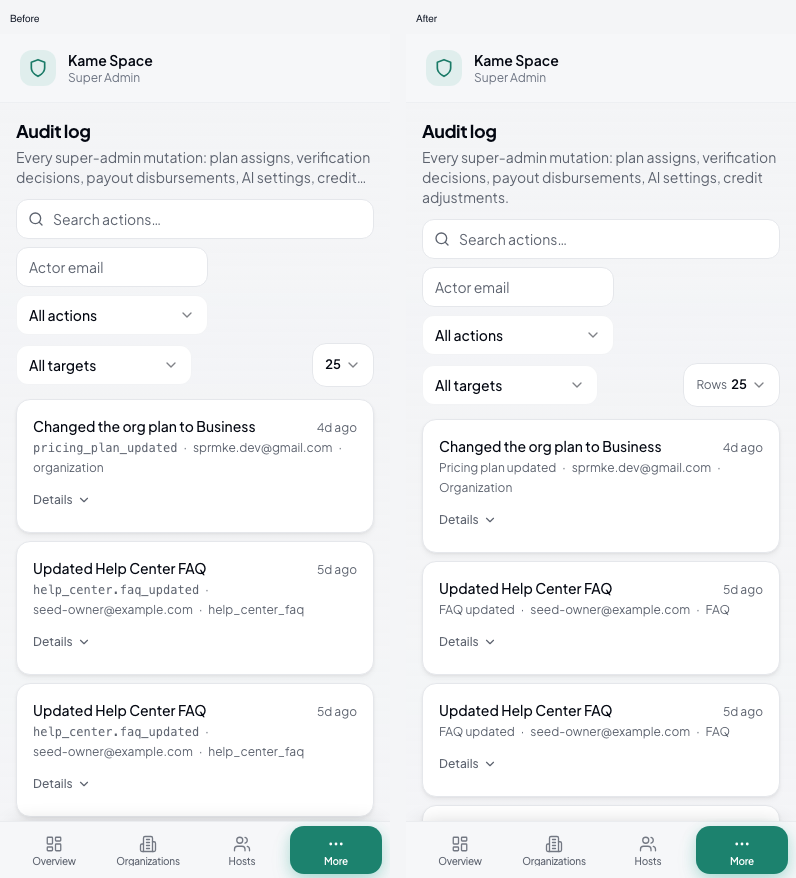 Before
Kame Space
Super Admin
Audit log
Every super-admin mutation: plan assigns, verification
decisions, payout disbursements, AI settings, credit…
Search actions…
Actor email
All actions
All targets
25
Changed the org plan to Business
4d ago
pricing_plan_updated · sprmke.dev@gmail.com ·
organization
Details
Updated Help Center FAQ
5d ago
help_center.faq_updated ·
seed-owner@example.com · help_center_faq
Details
Updated Help Center FAQ
5d ago
help_center.faq_updated ·
seed-owner@example.com · help_center_faq
Details
Overview
Organizations
Hosts
More
After
Kame Space
Super Admin
Audit log
Every super-admin mutation: plan assigns, verification
decisions, payout disbursements, AI settings, credit
adjustments.
Search actions…
Actor email
All actions
All targets
Rows 25
Changed the org plan to Business
4d ago
Pricing plan updated · sprmke.dev@gmail.com ·
Organization
Details
Updated Help Center FAQ
5d ago
FAQ updated · seed-owner@example.com · FAQ
Details
Updated Help Center FAQ
5d ago
FAQ updated · seed-owner@example.com · FAQ
Details
Overview
Organizations
Hosts
More